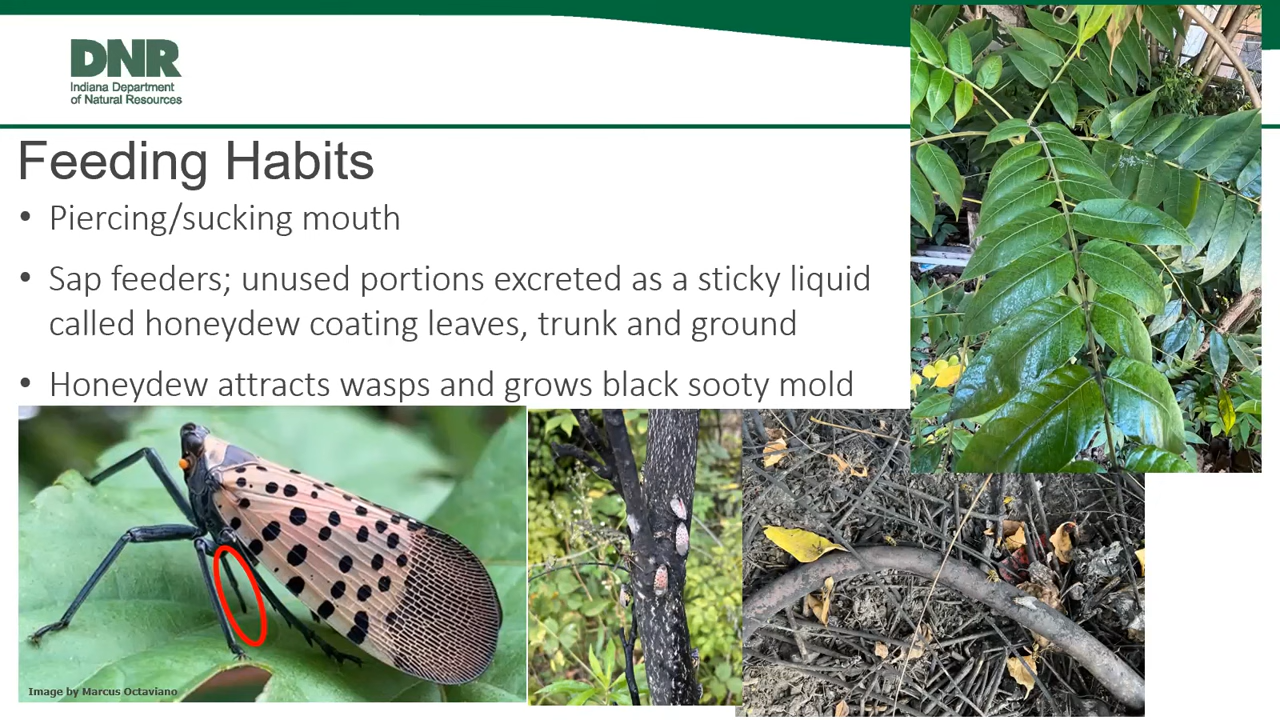 DNR
Indiana Department
of Natural Resources
Feeding Habits
• Piercing/sucking mouth
• Sap feeders; unused portions excreted as a sticky liquid
called honeydew coating leaves, trunk and ground
• Honeydew attracts wasps and grows black sooty mold
Image by Marcus Octaviano